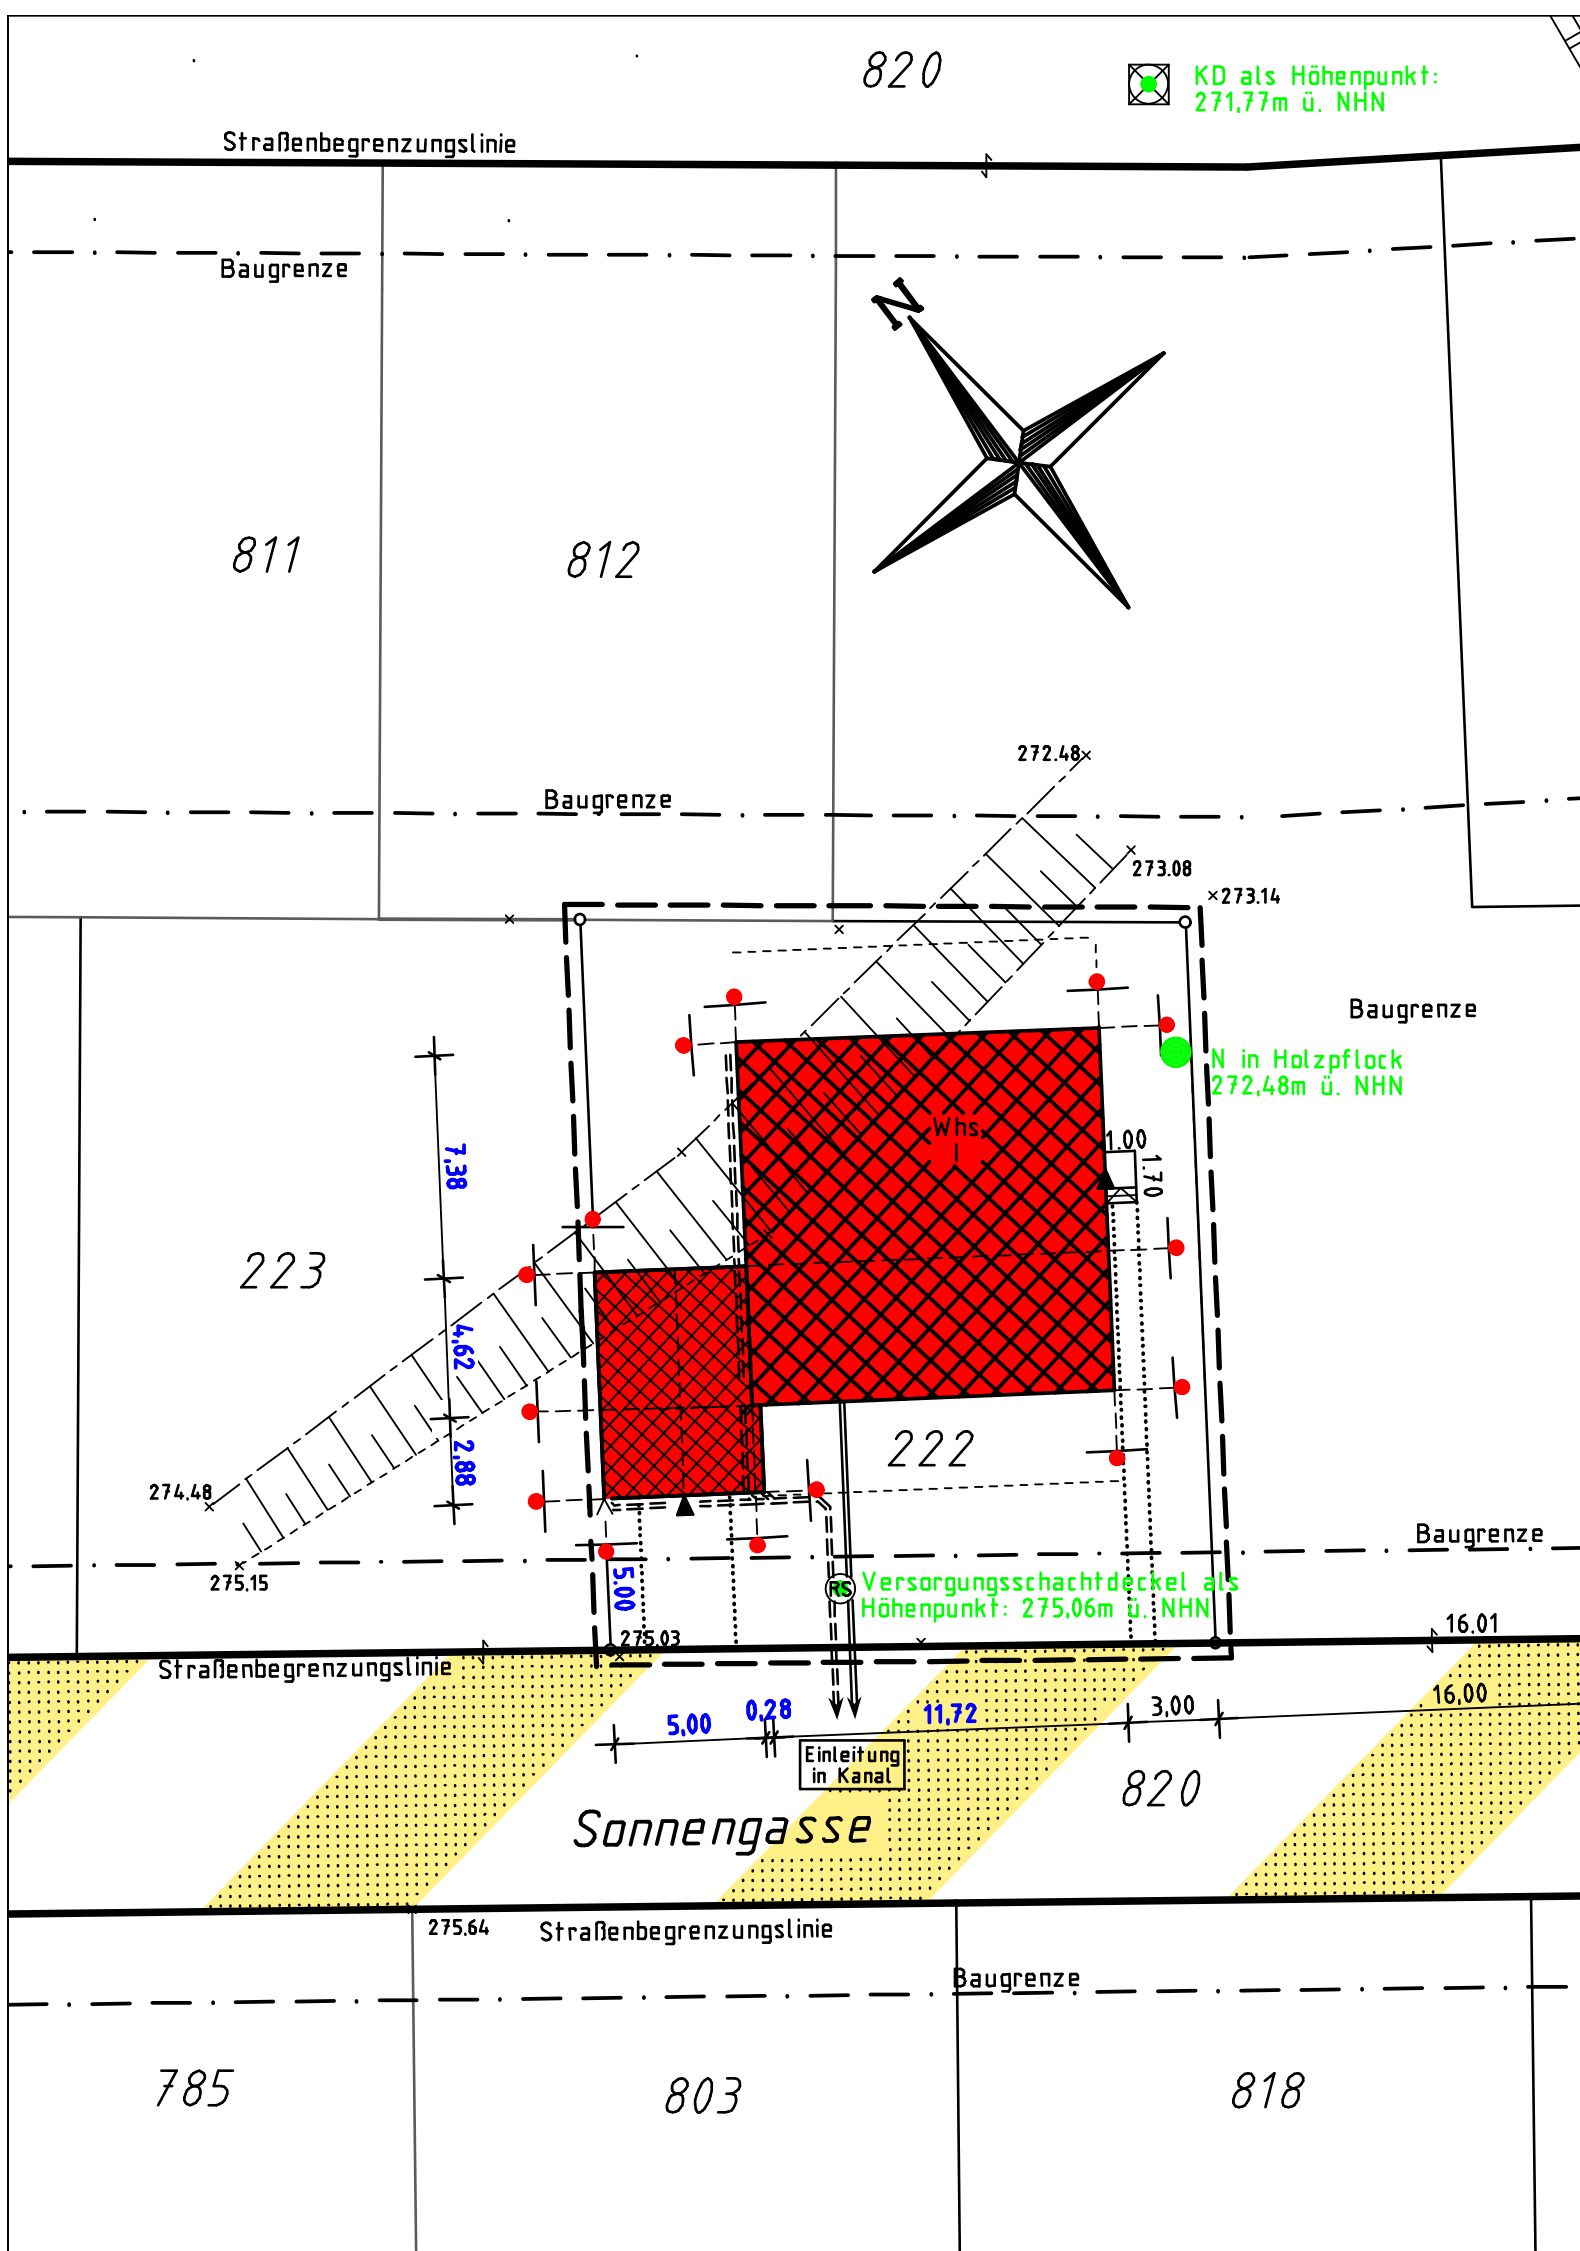 820
KD als Höhenpunkt:
271,77m ü. NHN
Straßenbegrenzungslinie
Baugrenze
N
811
812
272.48
Baugrenze
273.08
273.14
Baugrenze
N in Holzpflock
272,48m ü. NHN
Whs.
I
1.00
1.70
7,38
223
4,62
222
2,88
274.48
Baugrenze
275.15
5.00
RS
Versorgungsschachtdeckel als
Höhenpunkt: 275,06m ü. NHN
275.03
16.01
Straßenbegrenzungslinie
5,00
0,28
11,72
3,00
16,00
Einleitung
in Kanal
820
Sonnengasse
275.64
Straßenbegrenzungslinie
Baugrenze
785
803
818